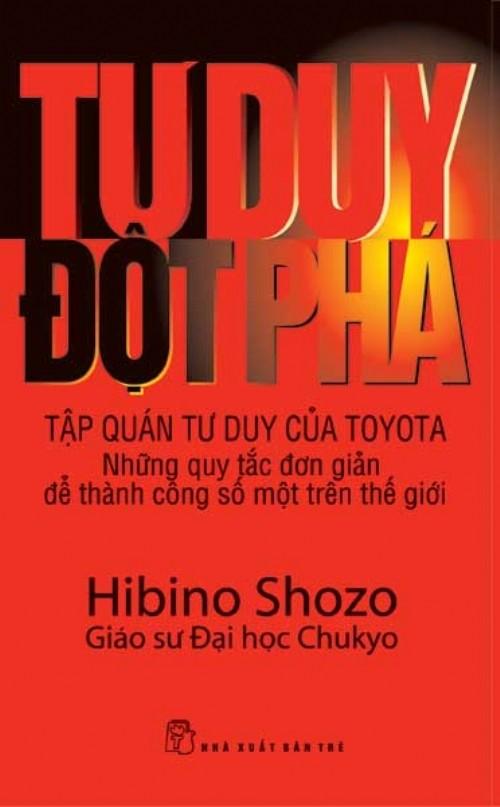 TƯ DUY
ĐỘT PHÁ
TẬP QUÁN TƯ DUY CỦA TOYOTA
Những quy tắc đơn giản
để thành công số một trên thế giới
Hibino Shozo
Giáo sư Đại học Chukyo
NHÀ XUẤT BẢN TRẺ